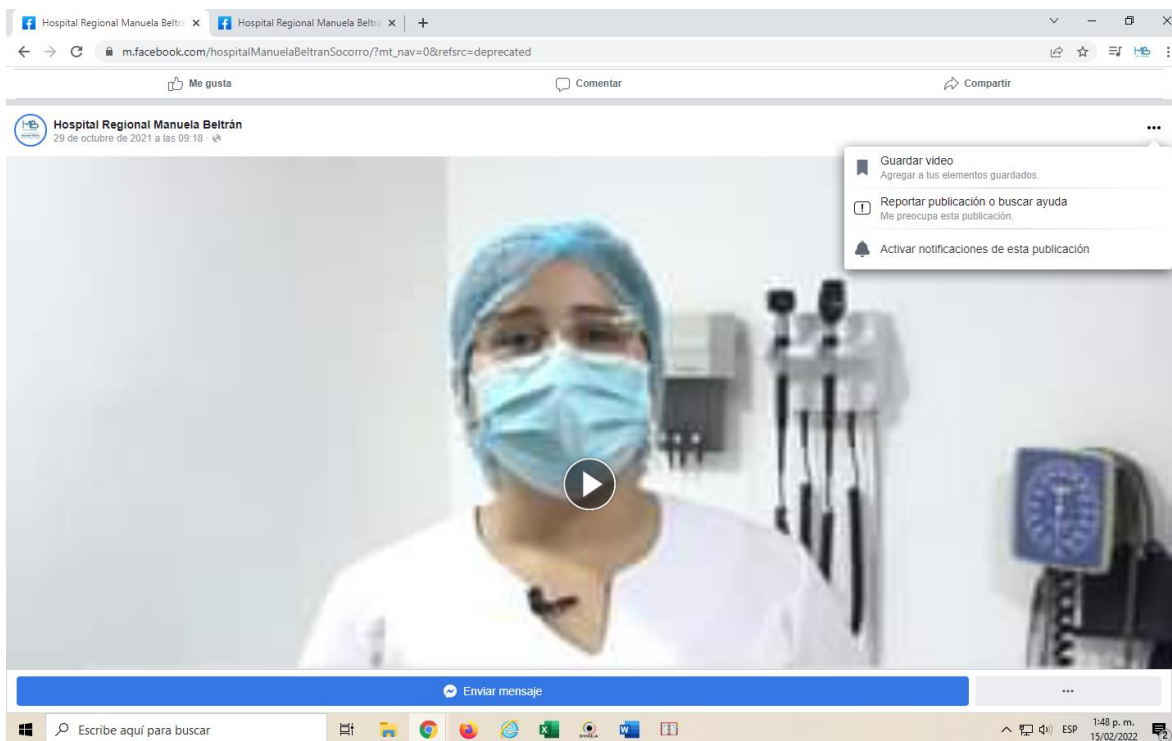 Hospital Regional Manuela Beltrá
Hospital Regional Manuela Beltrá
m.facebook.com/hospitalManuelaBeltranSocorro/?mt_nav=0&refsrc=deprecated
MB
Me gusta
Comentar
Compartir
MB
Hospital Regional Manuela Beltrán
29 de octubre de 2021 a las 09:18 ·
Guardar video
Agregar a tus elementos guardados.
Reportar publicación o buscar ayuda
Me preocupa esta publicación.
Activar notificaciones de esta publicación
Enviar mensaje
Escribe aquí para buscar
ESP
1:48 p. m.
15/02/2022
2